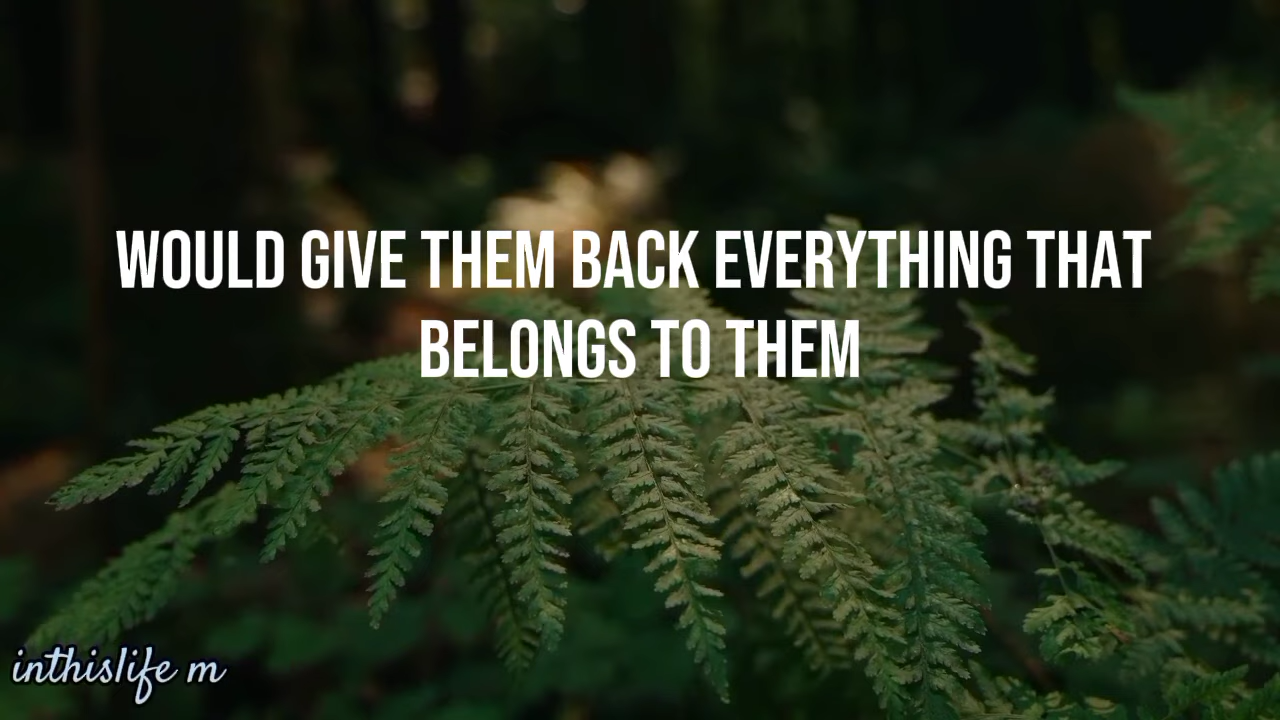 WOULD GIVE THEM BACK EVERYTHING THAT
BELONGS TO THEM
inthislife m